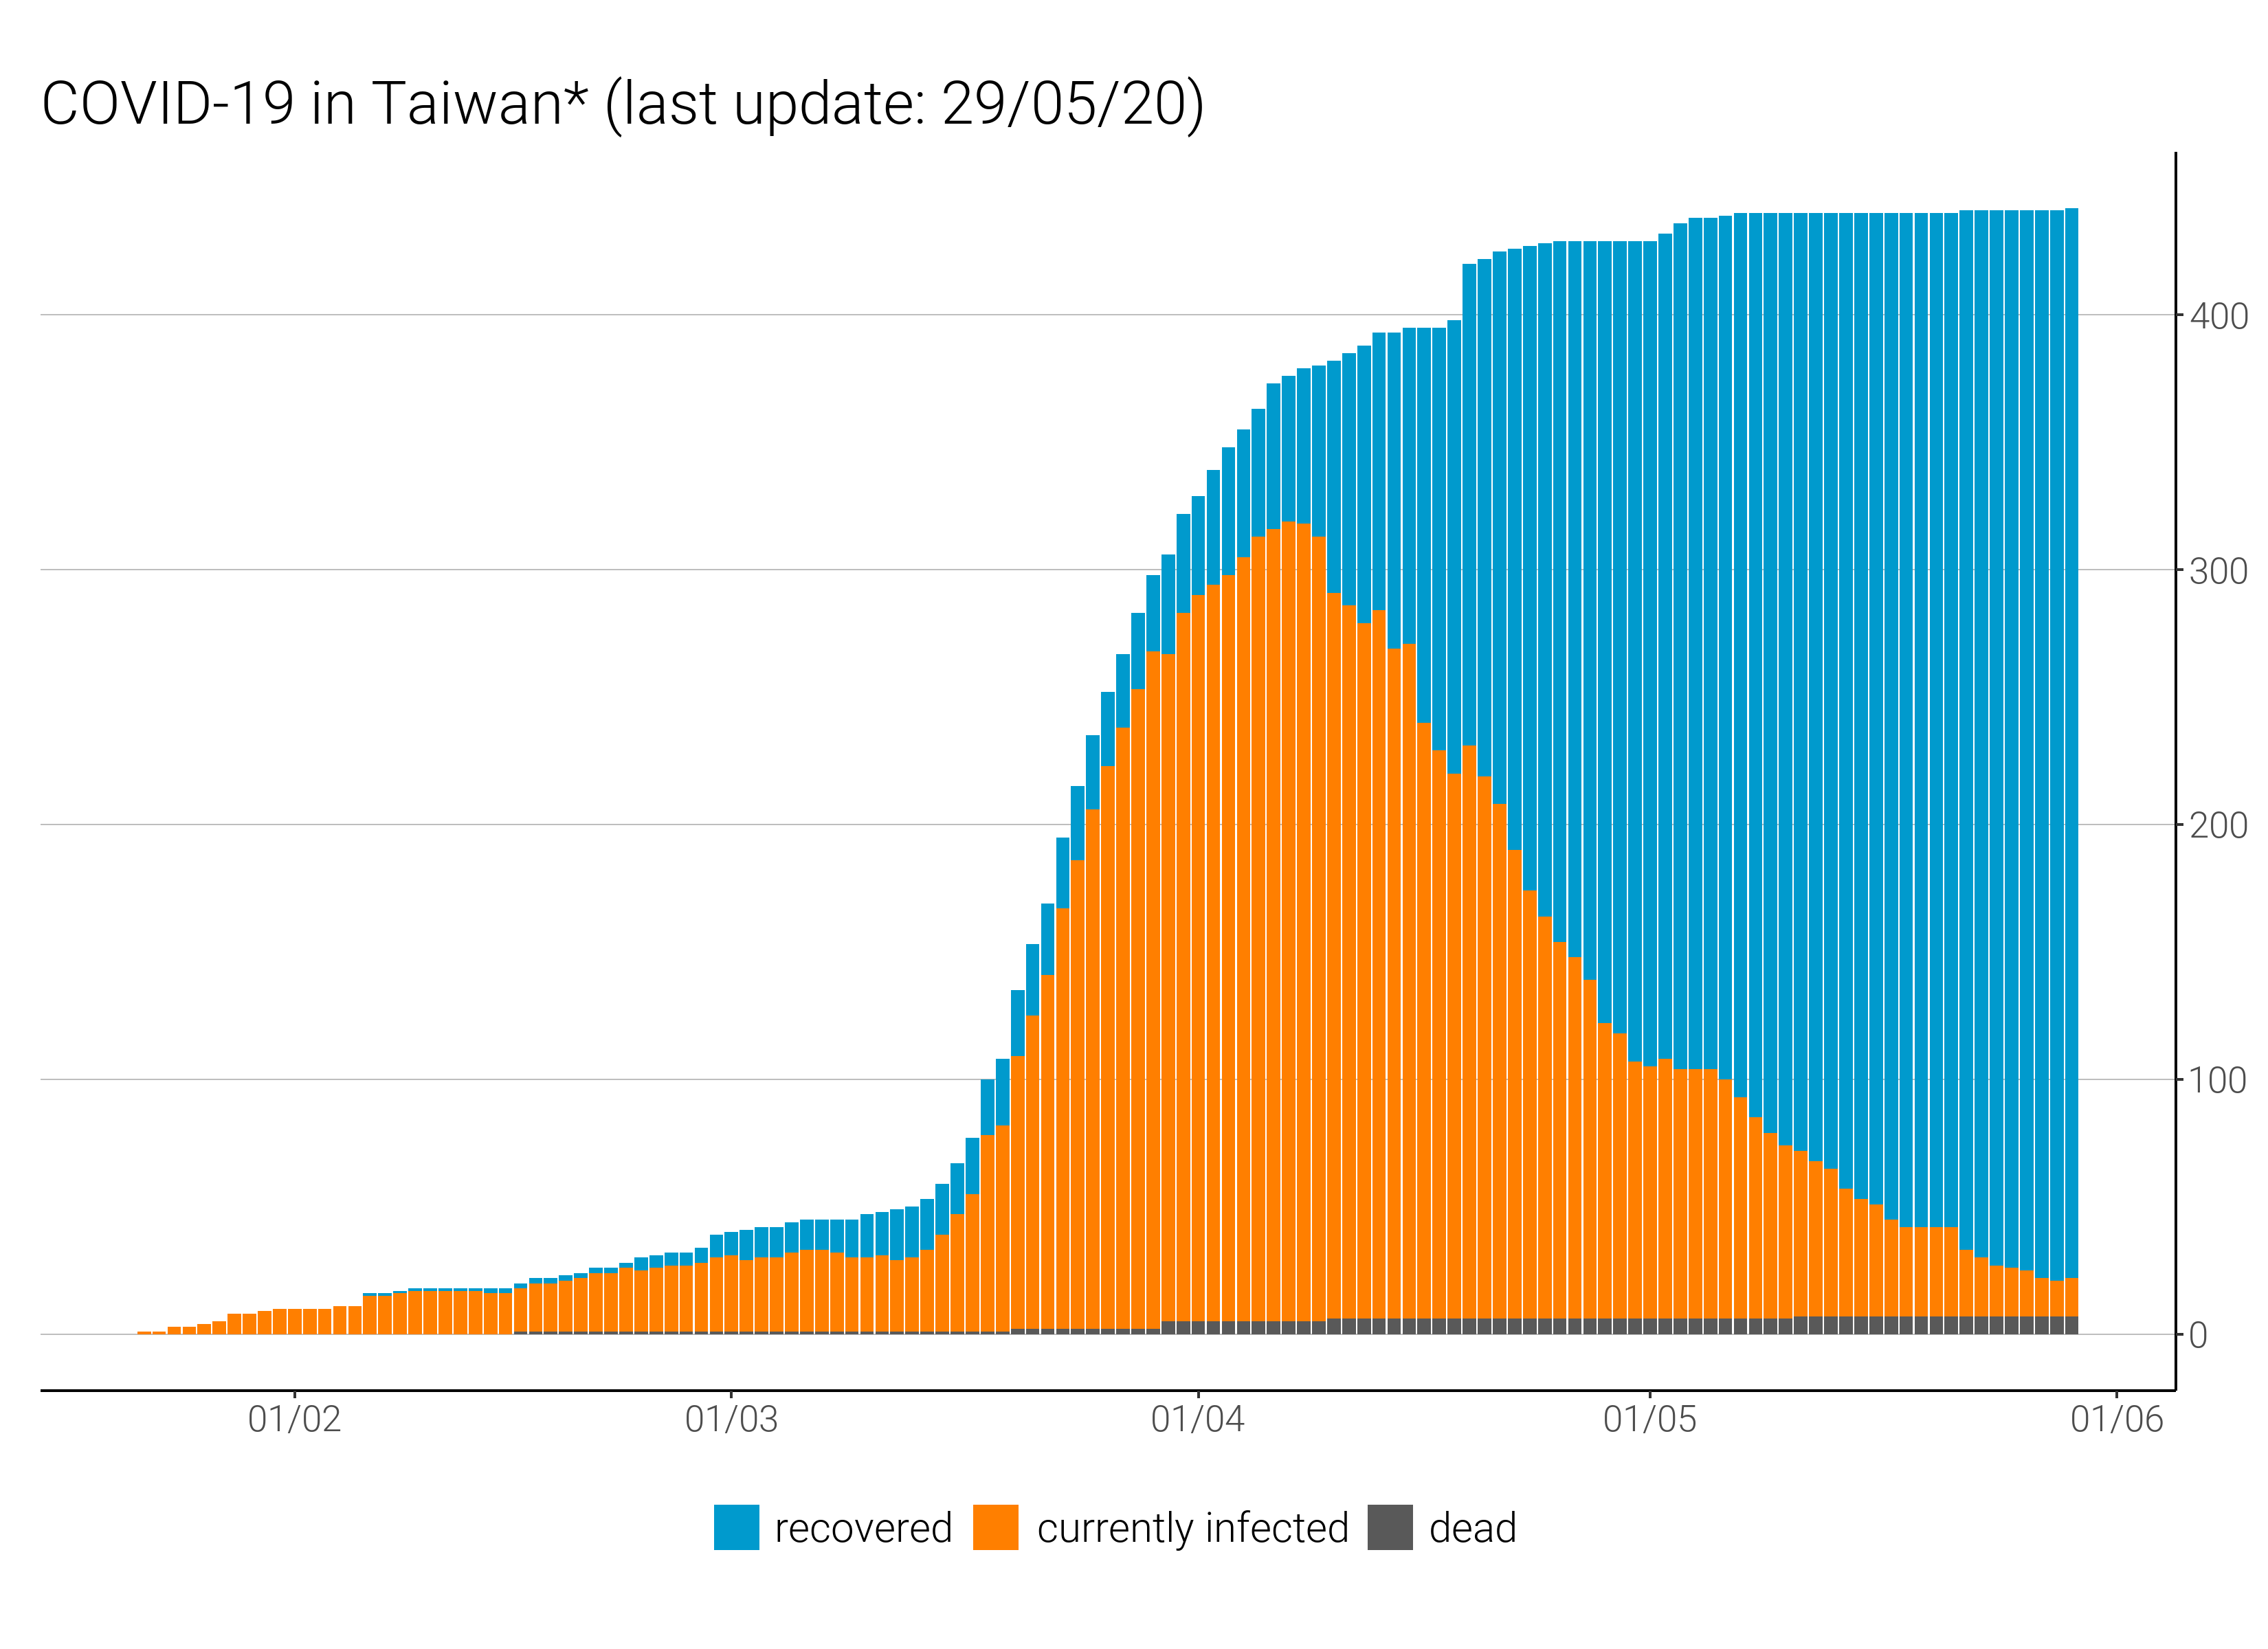 COVID-19 in Taiwan* (last update: 29/05/20)
400
300
200
100
0
01/02 01/03 01/04 01/05 01/06
recovered currently infected dead